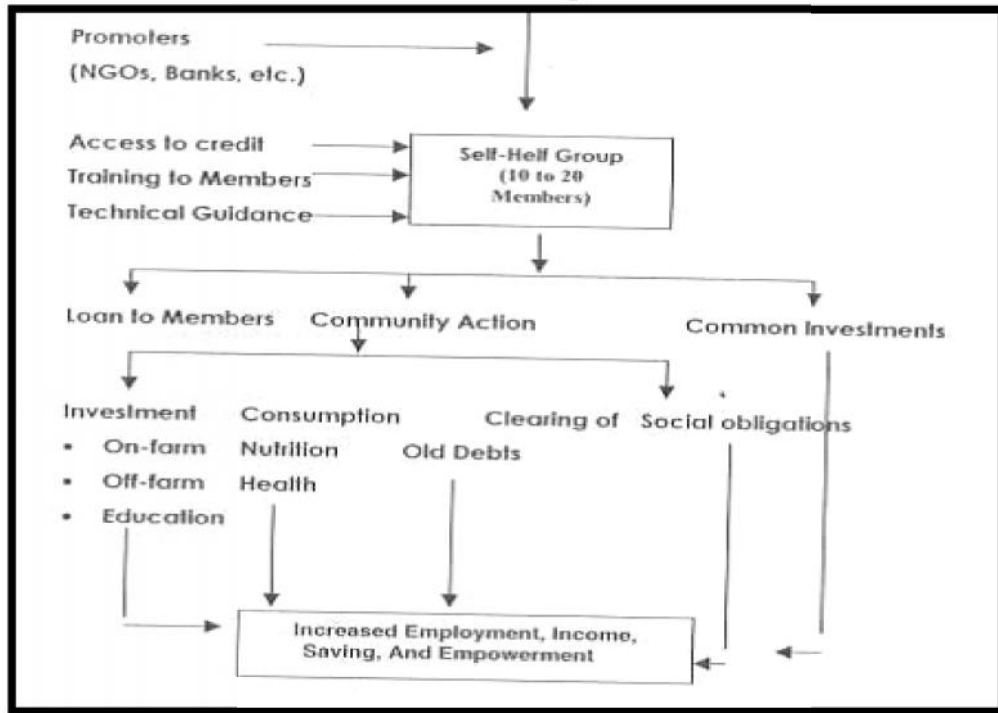 Promoters
(NGOs, Banks, etc.)
Access to credit
Training to Members
Technical Guidance
Self-Helf Group
(10 to 20
Members)
Loan to Members Community Action Common Investments
Investment Consumption Clearing of Social obligations
• On-farm Nutrition Old Debts
• Off-farm Health
• Education
Increased Employment, Income,
Saving, And Empowerment